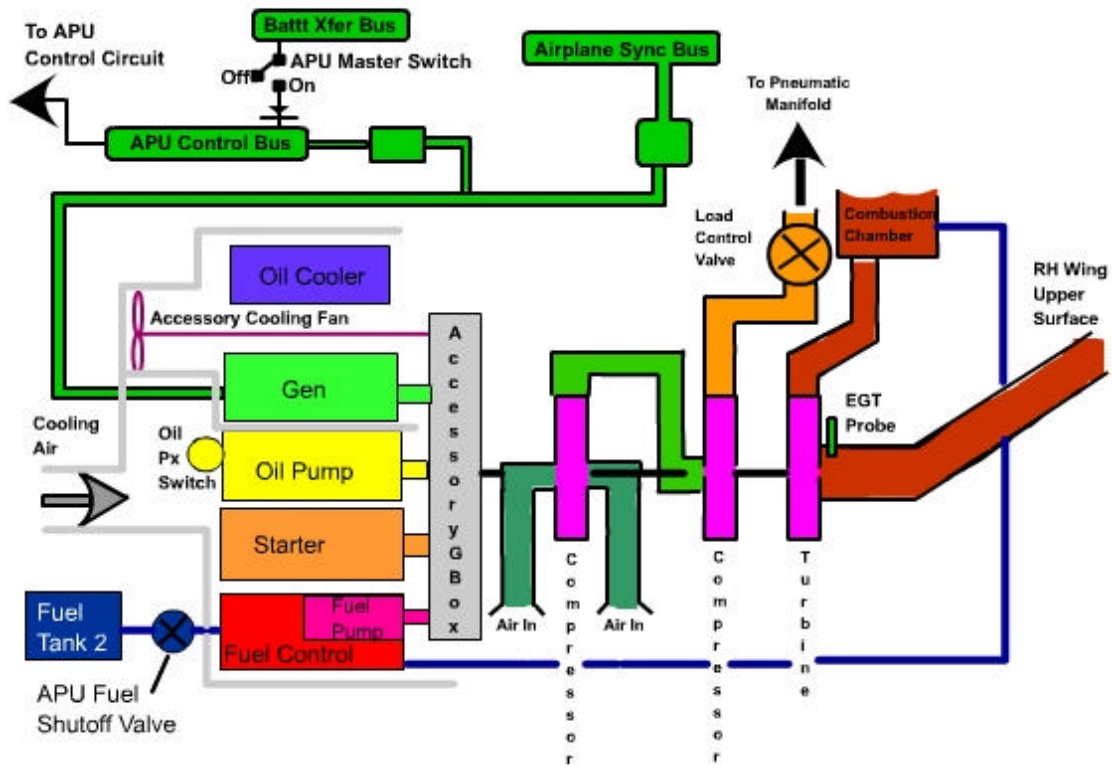 To APU
Control Circuit
Battt Xfer Bus
APU Master Switch
Off
On
APU Control Bus
Airplane Sync Bus
To Pneumatic
Manifold
Load
Control
Valve
Combustion
Chamber
RH Wing
Upper
Surface
Oil Cooler
Accessory Cooling Fan
Gen
Cooling
Air
Oil
Px
Switch
Oil Pump
Starter
Fuel
Pump
Fuel Control
Fuel
Tank 2
APU Fuel
Shutoff Valve
Accessory G Box
Air In
Air In
Compressor
Compressor
Turbine
EGT
Probe